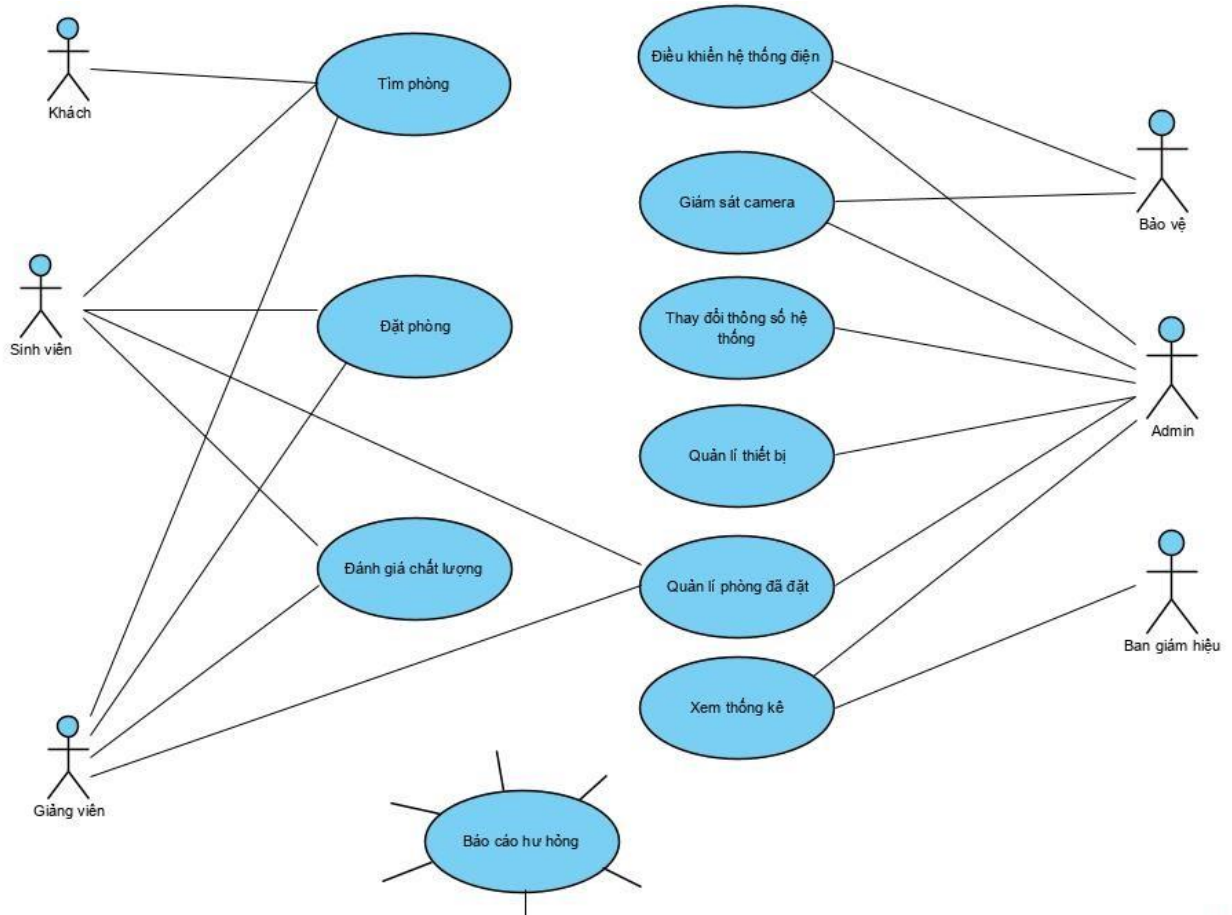 Khách
Tìm phòng
Điều khiển hệ thống điện
Giám sát camera
Bảo vệ
Sinh viên
Đặt phòng
Thay đổi thông số hệ
thống
Admin
Quản lí thiết bị
Đánh giá chất lượng
Quản lí phòng đã đặt
Ban giám hiệu
Xem thống kê
Giảng viên
Báo cáo hư hỏng